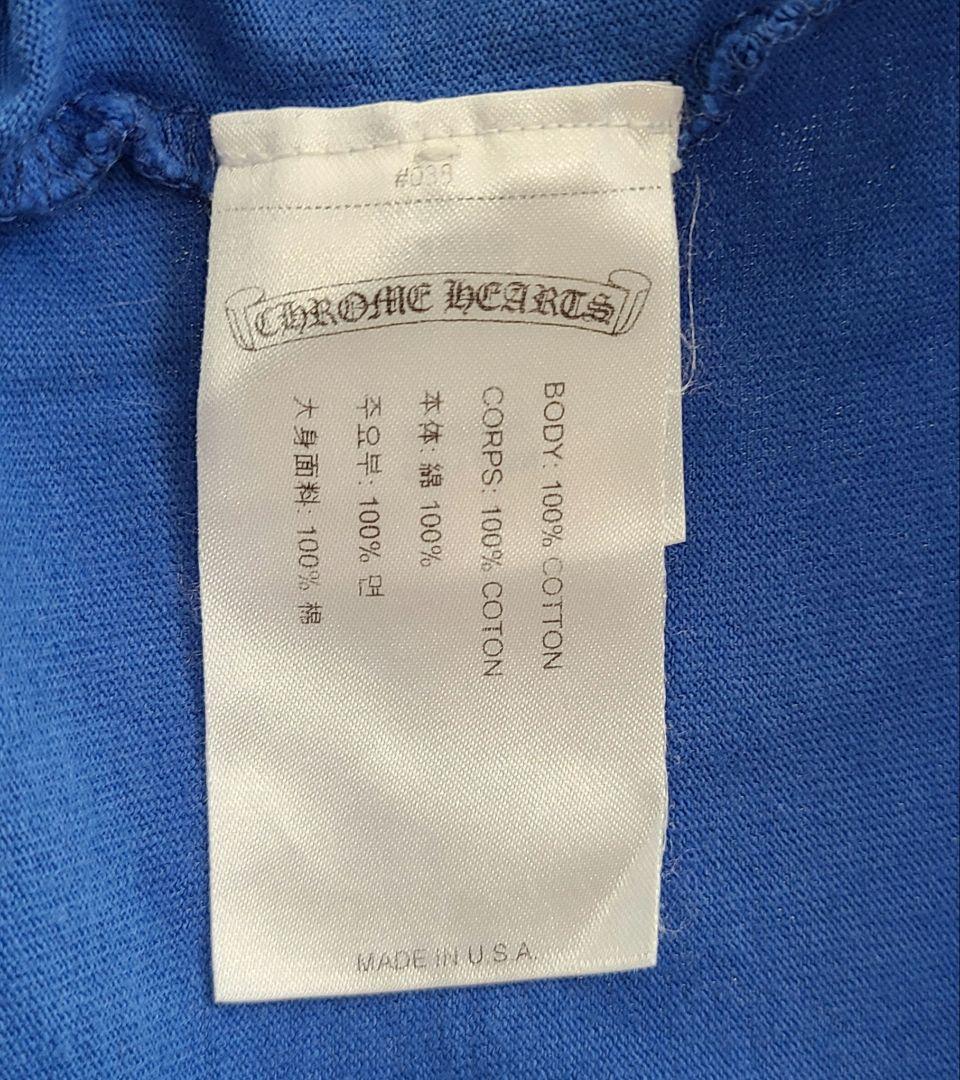 #038
CHROME HEARTS
BODY: 100% COTTON
CORPS: 100% COTON
本体: 綿 100%
주요부: 100% 면
大身面料: 100% 棉
MADE IN U.S.A.